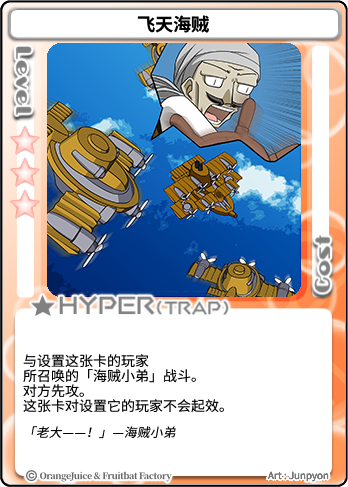 飞天海贼
Level
Cost
HYPER(TRAP)
与设置这张卡的玩家
所召唤的「海贼小弟」战斗。
对方先攻。
这张卡对设置它的玩家不会起效。
「老大——！」—海贼小弟
© OrangeJuice & Fruitbat Factory
Art : Junpyon